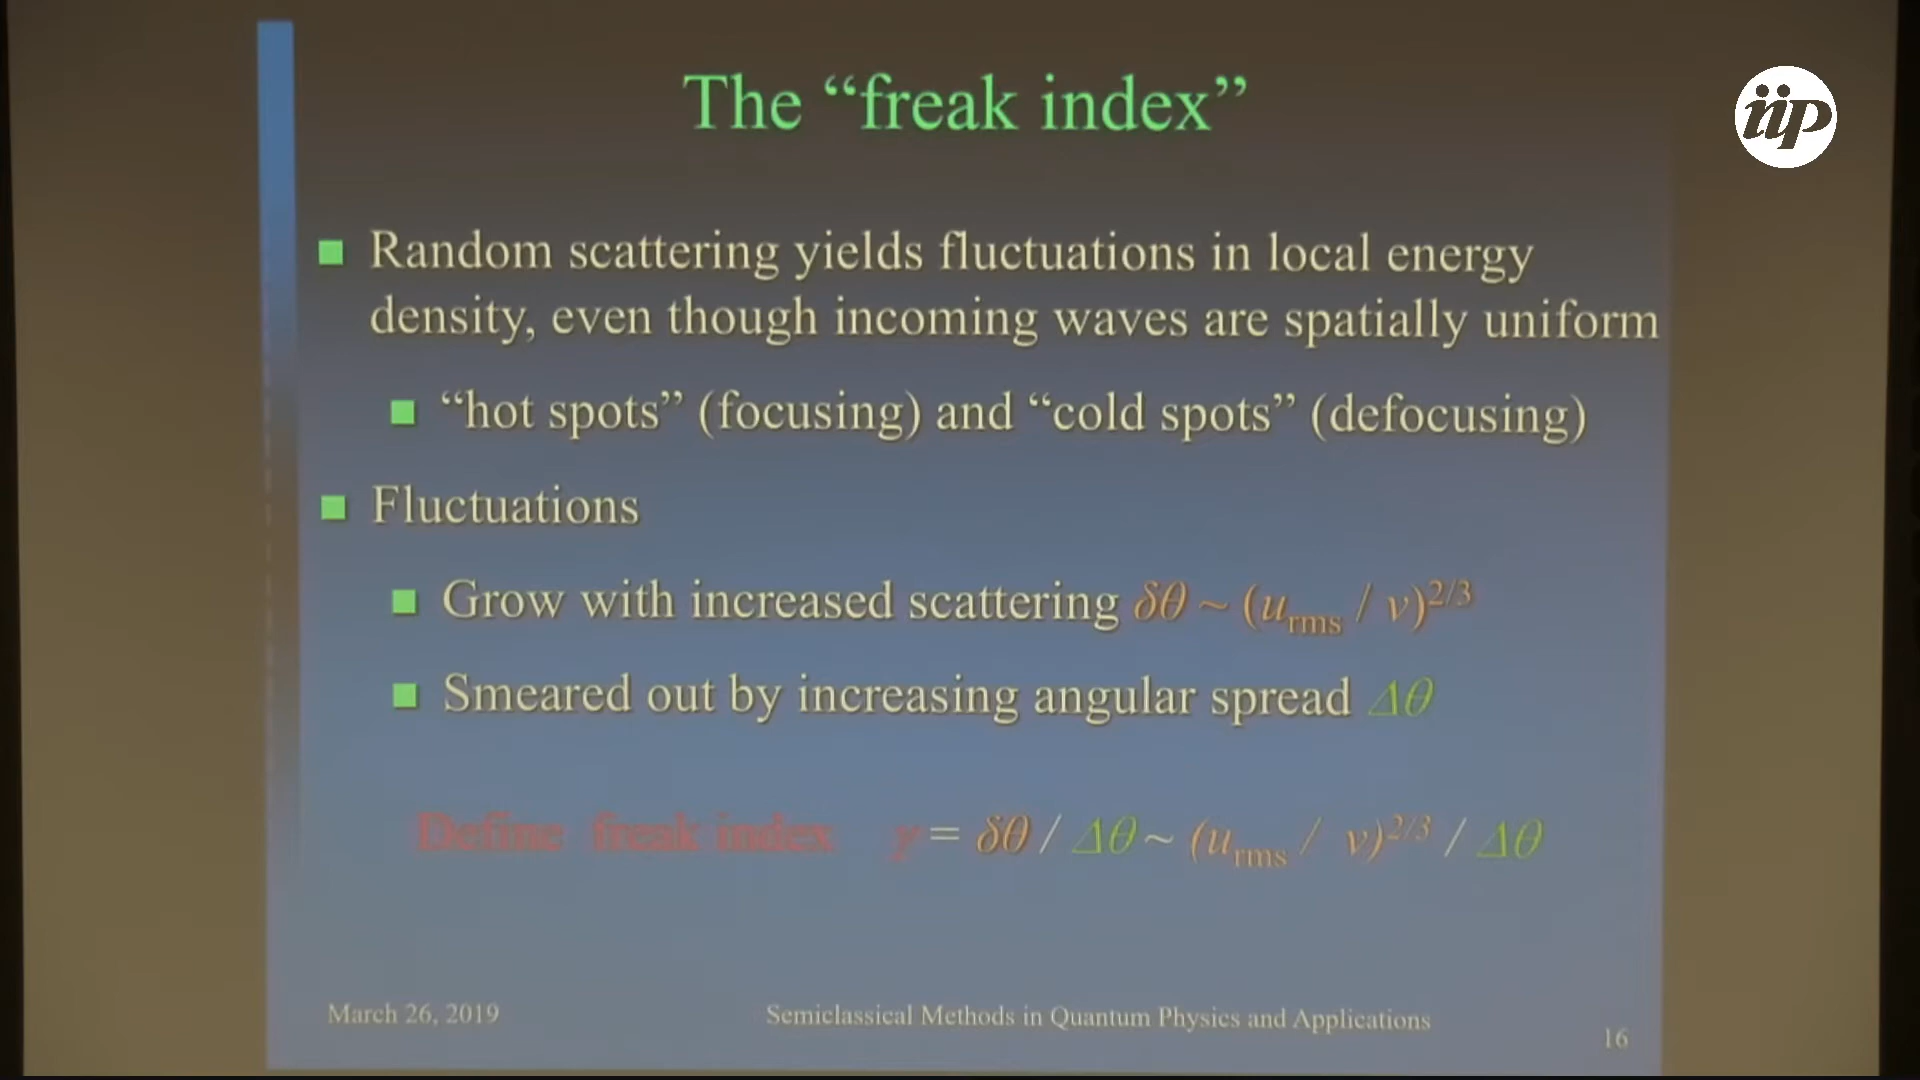 The “freak index”
iip
Random scattering yields fluctuations in local energy
density, even though incoming waves are spatially uniform
“hot spots” (focusing) and “cold spots” (defocusing)
Fluctuations
Grow with increased scattering δθ ~ (u_rms / v)^2/3
Smeared out by increasing angular spread Δθ
Define freak index γ = δθ / Δθ ~ (u_rms / v)^2/3 / Δθ
March 26, 2019
Semiclassical Methods in Quantum Physics and Applications
16